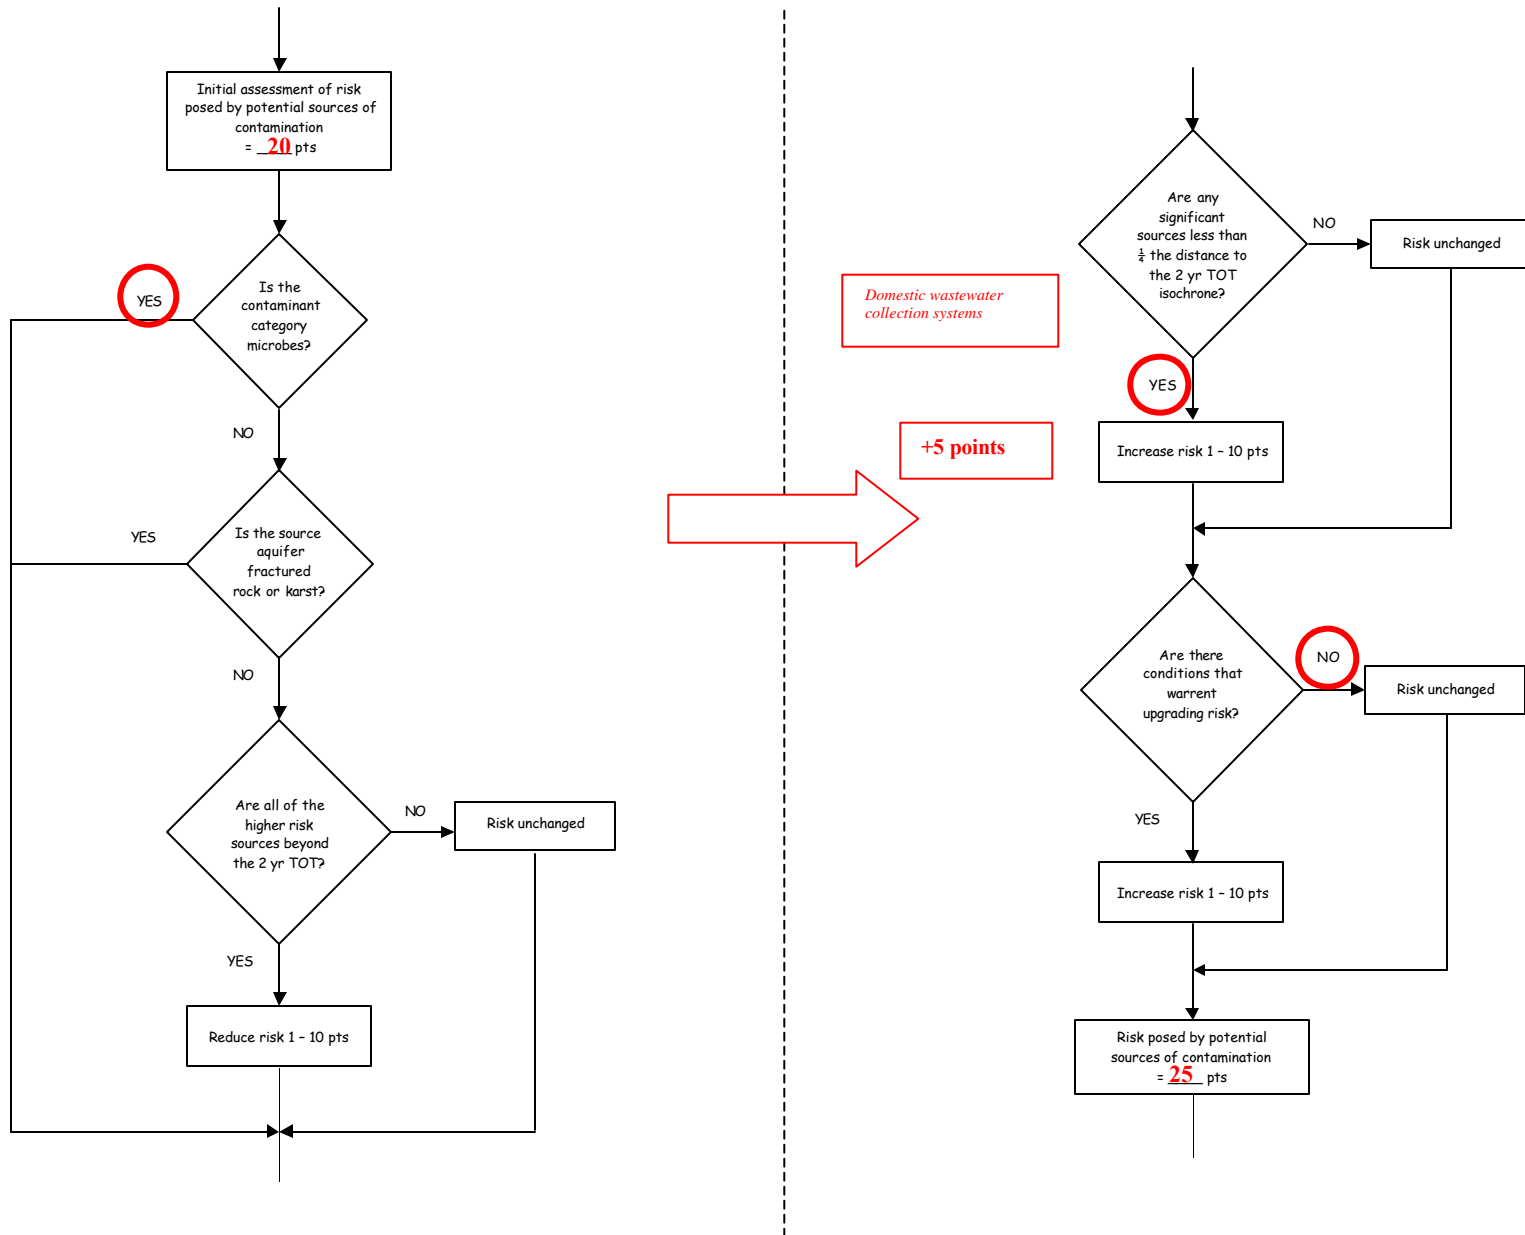 Initial assessment of risk
posed by potential sources of
contamination
= 20 pts
Is the
contaminant
category
microbes?
YES
NO
Is the source
aquifer
fractured
rock or karst?
YES
NO
Are all of the
higher risk
sources beyond
the 2 yr TOT?
NO
Risk unchanged
YES
Reduce risk 1 – 10 pts
Are any
significant
sources less than
¼ the distance to
the 2 yr TOT
isochrone?
NO
Risk unchanged
Domestic wastewater
collection systems
YES
+5 points
Increase risk 1 – 10 pts
Are there
conditions that
warrent
upgrading risk?
NO
Risk unchanged
YES
Increase risk 1 – 10 pts
Risk posed by potential
sources of contamination
= 25 pts